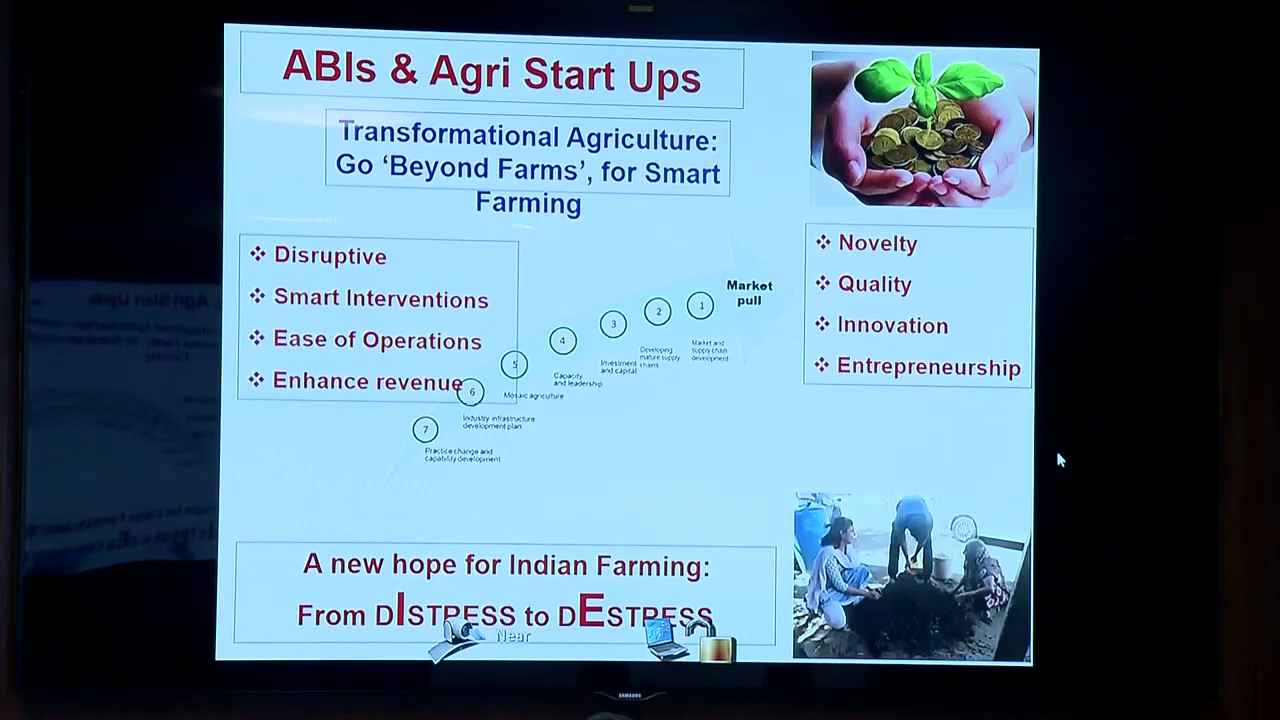 ABIs & Agri Start Ups
Transformational Agriculture:
Go ‘Beyond Farms’, for Smart
Farming
❖ Disruptive
❖ Smart Interventions
❖ Ease of Operations
❖ Enhance revenue
❖ Novelty
❖ Quality
❖ Innovation
❖ Entrepreneurship
Market
pull
1
Market and
supply chain
development
2
Developing
mature supply
chains
3
Investment
and capital
4
Capacity
and leadership
5
Mosaic agriculture
6
Industry infrastructure
development plan
7
Practice change and
capability development
A new hope for Indian Farming:
From DISTRESS to DESTRESS
Near
SAMSUNG